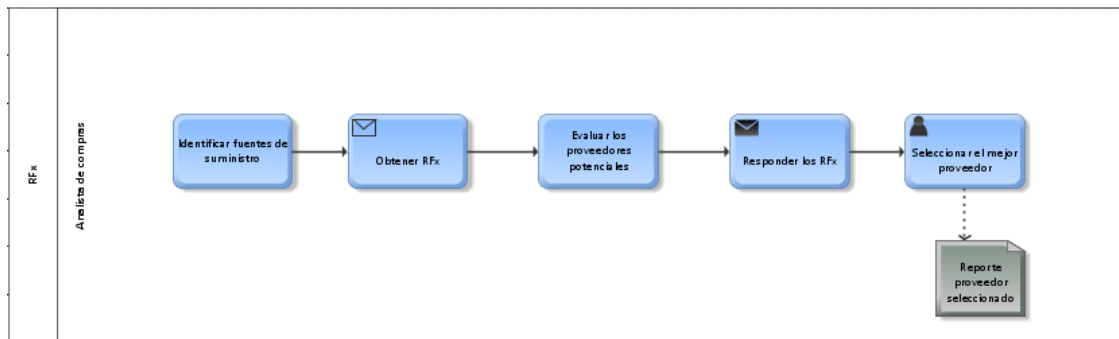 RFx
Analista de compras
Identificar fuentes de
suministro
Obtener RFx
Evaluar los
proveedores
potenciales
Responder los RFx
Seleccionar el mejor
proveedor
Reporte
proveedor
seleccionado